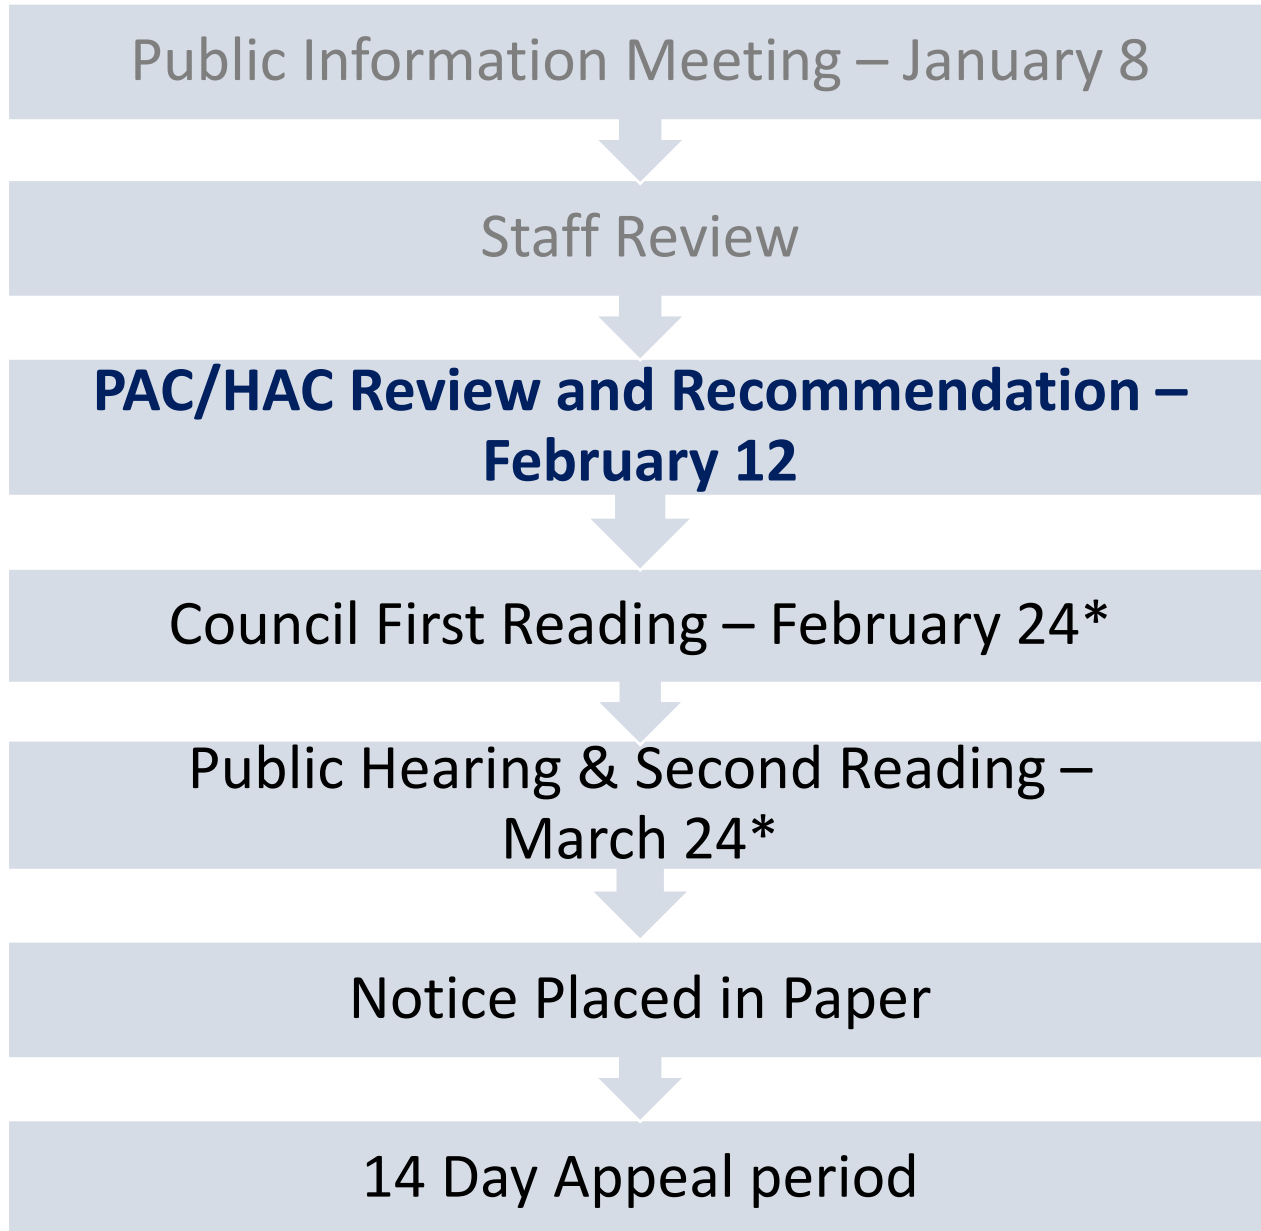 Public Information Meeting – January 8
Staff Review
PAC/HAC Review and Recommendation –
February 12
Council First Reading – February 24*
Public Hearing & Second Reading –
March 24*
Notice Placed in Paper
14 Day Appeal period